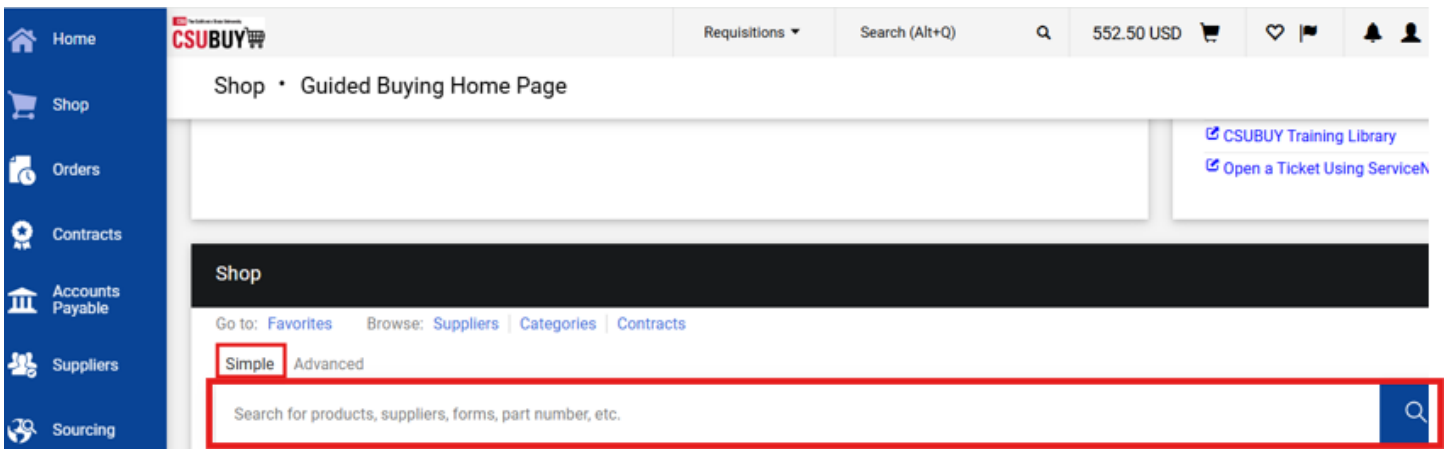 Home
CSUBUY
Requisitions
Search (Alt+Q)
552.50 USD
Shop • Guided Buying Home Page
Shop
CSUBUY Training Library
Orders
Open a Ticket Using ServiceN
Contracts
Shop
Accounts
Payable
Go to: Favorites Browse: Suppliers | Categories | Contracts
Simple Advanced
Suppliers
Search for products, suppliers, forms, part number, etc.
Sourcing